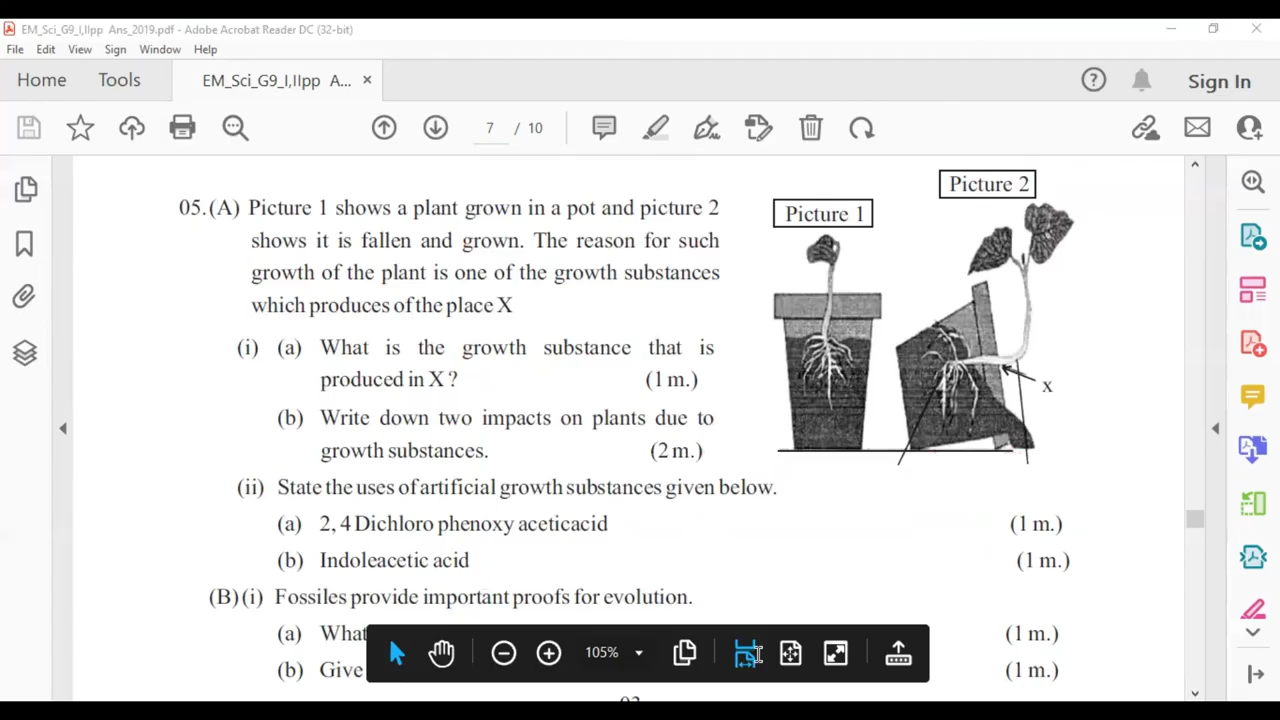 EM_Sci_G9_I,IIpp Ans_2019.pdf - Adobe Acrobat Reader DC (32-bit)
File Edit View Sign Window Help
Home Tools EM_Sci_G9_I,IIpp A... × Sign In
7 / 10
Picture 2
Picture 1
05.(A) Picture 1 shows a plant grown in a pot and picture 2
shows it is fallen and grown. The reason for such
growth of the plant is one of the growth substances
which produces of the place X
(i) (a) What is the growth substance that is
produced in X ? (1 m.)
X
(b) Write down two impacts on plants due to
growth substances. (2 m.)
(ii) State the uses of artificial growth substances given below.
(a) 2, 4 Dichloro phenoxy aceticacid (1 m.)
(b) Indoleacetic acid (1 m.)
(B) (i) Fossiles provide important proofs for evolution.
(a) What (1 m.)
(b) Give (1 m.)
105%